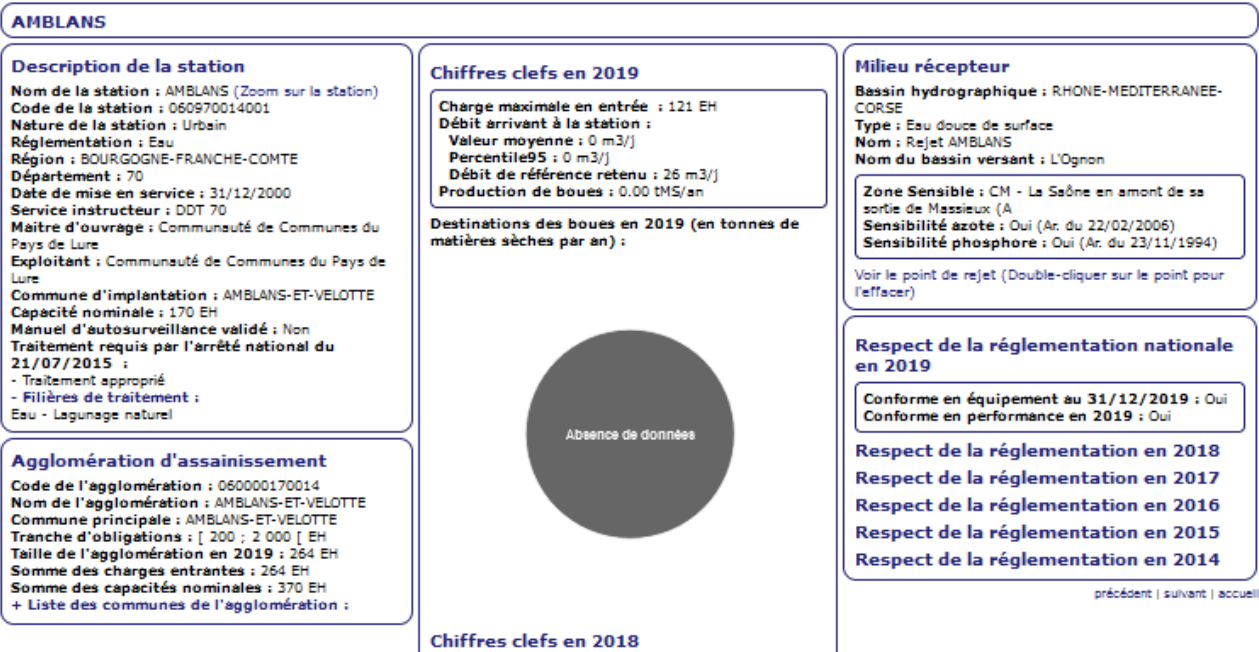 AMBLANS
Description de la station
Nom de la station : AMBLANS (Zoom sur la station)
Code de la station : 060970014001
Nature de la station : Urbain
Réglementation : Eau
Région : BOURGOGNE-FRANCHE-COMTE
Département : 70
Date de mise en service : 31/12/2000
Service instructeur : DDT 70
Maitre d'ouvrage : Communauté de Communes du
Pays de Lure
Exploitant : Communauté de Communes du Pays de
Lure
Commune d'implantation : AMBLANS-ET-VELOTTE
Capacité nominale : 170 EH
Manuel d'autosurveillance validé : Non
Traitement requis par l'arrêté national du
21/07/2015 :
- Traitement approprié
- Filières de traitement :
Eau - Lagunage naturel
Agglomération d'assainissement
Code de l'agglomération : 060000170014
Nom de l'agglomération : AMBLANS-ET-VELOTTE
Commune principale : AMBLANS-ET-VELOTTE
Tranche d'obligations : [ 200 ; 2 000 [ EH
Taille de l'agglomération en 2019 : 264 EH
Somme des charges entrantes : 264 EH
Somme des capacités nominales : 370 EH
+ Liste des communes de l'agglomération :
Chiffres clefs en 2019
Charge maximale en entrée : 121 EH
Débit arrivant à la station :
Valeur moyenne : 0 m3/j
Percentile95 : 0 m3/j
Débit de référence retenu : 26 m3/j
Production de boues : 0.00 tMS/an
Destinations des boues en 2019 (en tonnes de
matières sèches par an) :
Absence de données
Chiffres clefs en 2018
Milieu récepteur
Bassin hydrographique : RHONE-MEDITERRANEE-
CORSE
Type : Eau douce de surface
Nom : Rejet AMBLANS
Nom du bassin versant : L'Ognon
Zone Sensible : CM - La Saône en amont de sa
sortie de Massieux (A
Sensibilité azote : Oui (Ar. du 22/02/2006)
Sensibilité phosphore : Oui (Ar. du 23/11/1994)
Voir le point de rejet (Double-cliquer sur le point pour
l'effacer)
Respect de la réglementation nationale
en 2019
Conforme en équipement au 31/12/2019 : Oui
Conforme en performance en 2019 : Oui
Respect de la réglementation en 2018
Respect de la réglementation en 2017
Respect de la réglementation en 2016
Respect de la réglementation en 2015
Respect de la réglementation en 2014
précédent | suivant | accueil